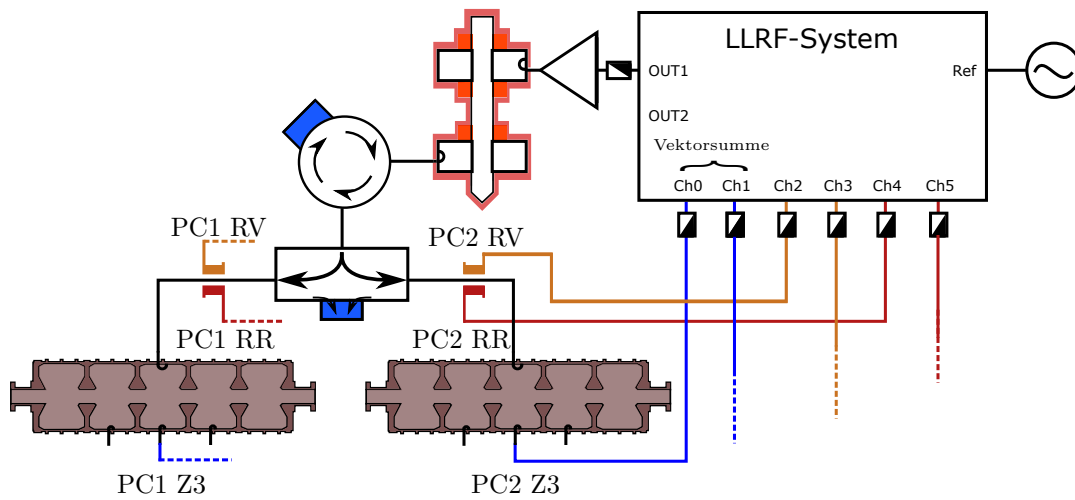 LLRF-System
OUT1
Ref
OUT2
Vektorsumme
Ch0 Ch1 Ch2 Ch3 Ch4 Ch5
PC1 RV
PC2 RV
PC1 RR
PC2 RR
PC1 Z3
PC2 Z3